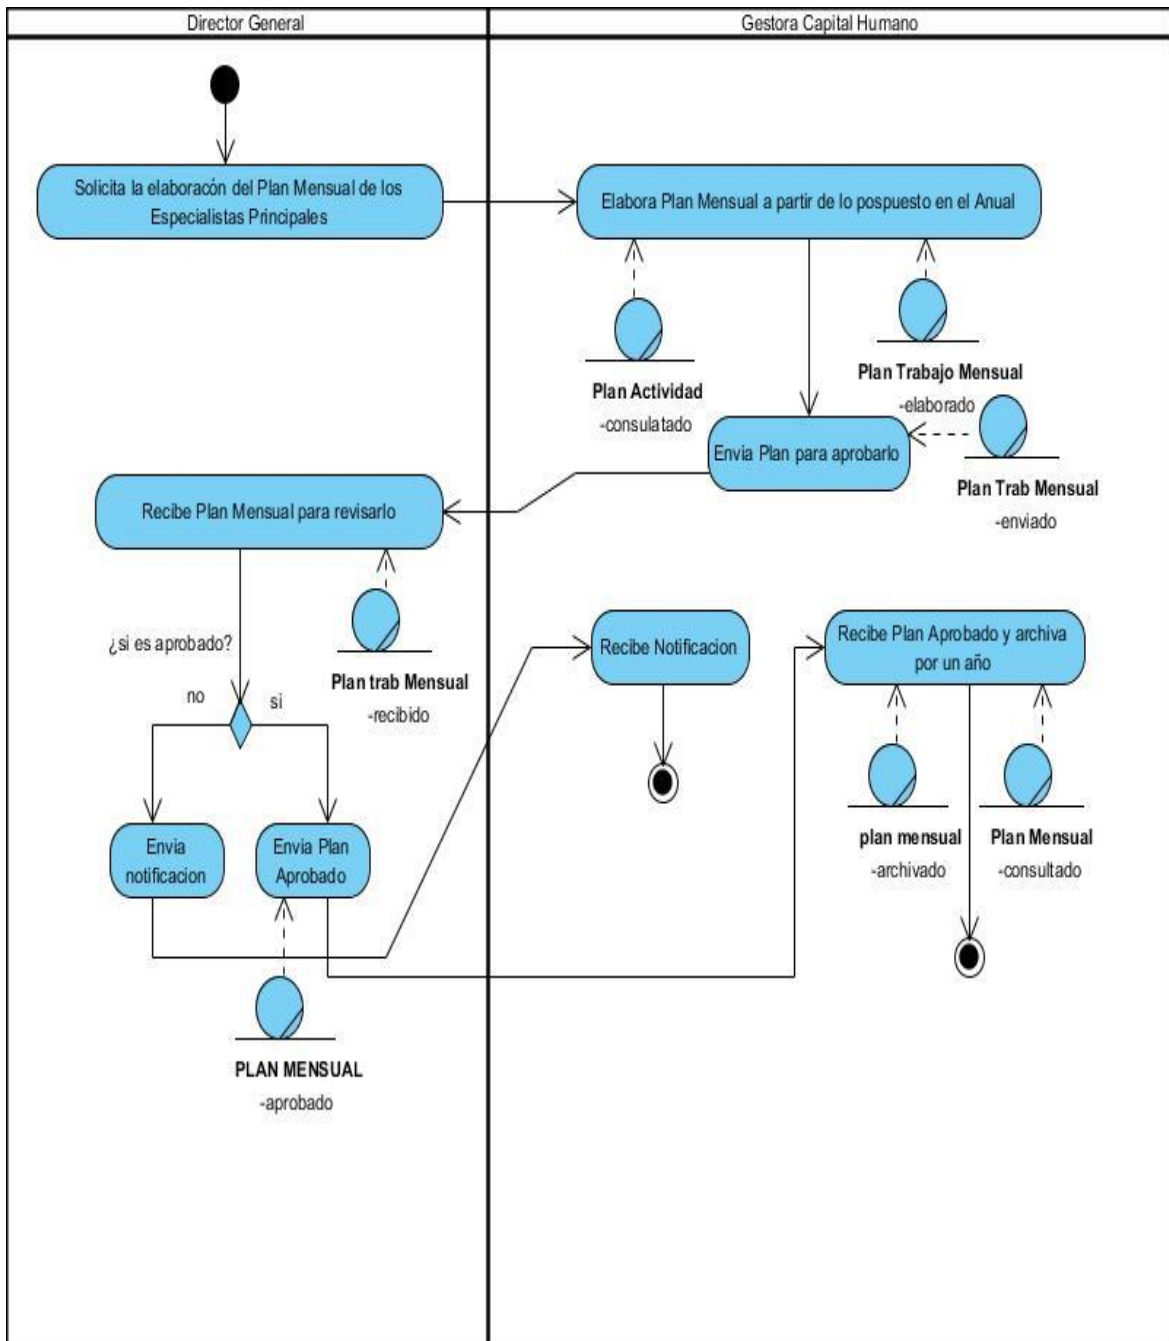 Director General
Gestora Capital Humano
Solicita la elaboracón del Plan Mensual de los
Especialistas Principales
Elabora Plan Mensual a partir de lo pospuesto en el Anual
Plan Actividad
-consulatado
Plan Trabajo Mensual
-elaborado
Envia Plan para aprobarlo
Plan Trab Mensual
-enviado
Recibe Plan Mensual para revisarlo
Plan trab Mensual
-recibido
¿si es aprobado?
no
si
Recibe Notificacion
Recibe Plan Aprobado y archiva
por un año
plan mensual
-archivado
Plan Mensual
-consultado
Envia
notificacion
Envia Plan
Aprobado
PLAN MENSUAL
-aprobado